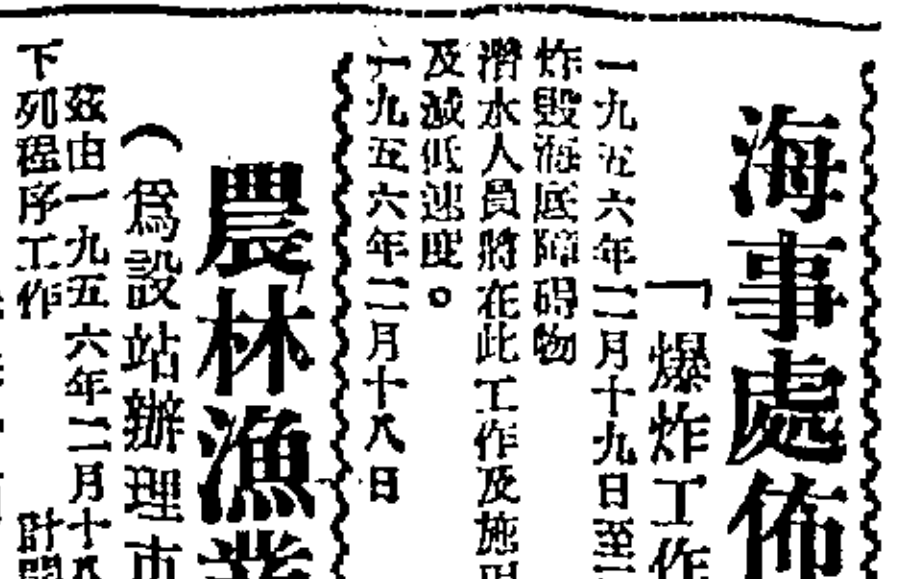 海事處佈
「爆炸工作
一九五六年二月十九日至
炸毀海底障碍物
潛水人員將在此工作及施
及減低速度。
一九五六年二月十八日
農林漁業
（爲設站辦理市
茲由一九五六年二月十八
下列程序工作 計開